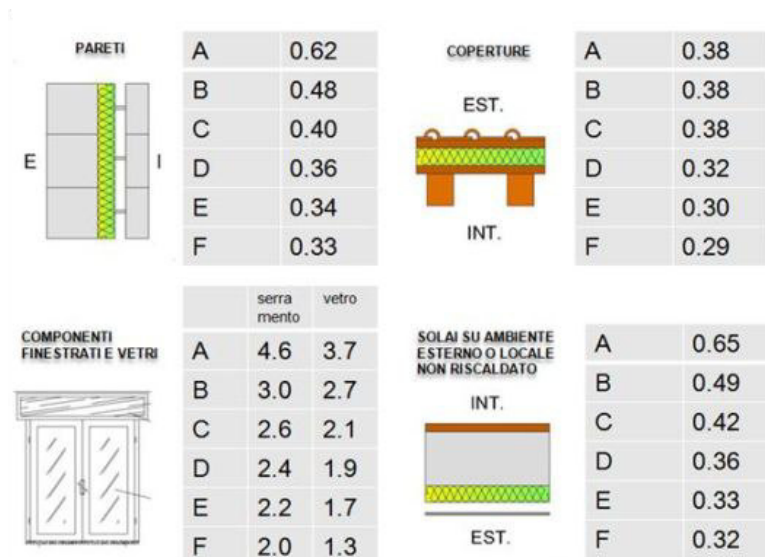 PARETI
E
I
A 0.62
B 0.48
C 0.40
D 0.36
E 0.34
F 0.33
COPERTURE
EST.
INT.
A 0.38
B 0.38
C 0.38
D 0.32
E 0.30
F 0.29
COMPONENTI
FINESTRATI E VETRI
serra vetro
mento
A 4.6 3.7
B 3.0 2.7
C 2.6 2.1
D 2.4 1.9
E 2.2 1.7
F 2.0 1.3
SOLAI SU AMBIENTE
ESTERNO O LOCALE
NON RISCALDATO
INT.
EST.
A 0.65
B 0.49
C 0.42
D 0.36
E 0.33
F 0.32